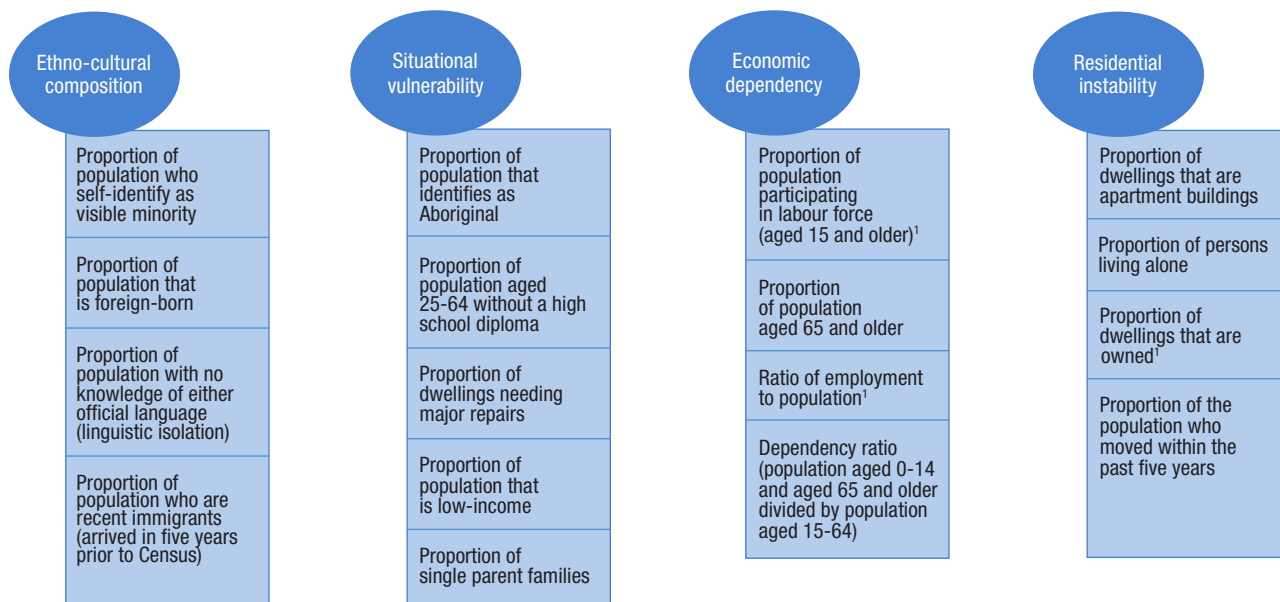 Ethno-cultural
composition
Proportion of
population who
self-identify as
visible minority
Proportion of
population that
is foreign-born
Proportion of
population with no
knowledge of either
official language
(linguistic isolation)
Proportion of
population who are
recent immigrants
(arrived in five years
prior to Census)
Situational
vulnerability
Proportion of
population that
identifies as
Aboriginal
Proportion of
population aged
25-64 without a high
school diploma
Proportion of
dwellings needing
major repairs
Proportion of
population that
is low-income
Proportion of
single parent families
Economic
dependency
Proportion of
population
participating
in labour force
(aged 15 and older)¹
Proportion
of population
aged 65 and older
Ratio of employment
to population¹
Dependency ratio
(population aged 0-14
and aged 65 and older
divided by population
aged 15-64)
Residential
instability
Proportion of
dwellings that are
apartment buildings
Proportion of persons
living alone
Proportion of
dwellings that are
owned¹
Proportion of the
population who
moved within the
past five years